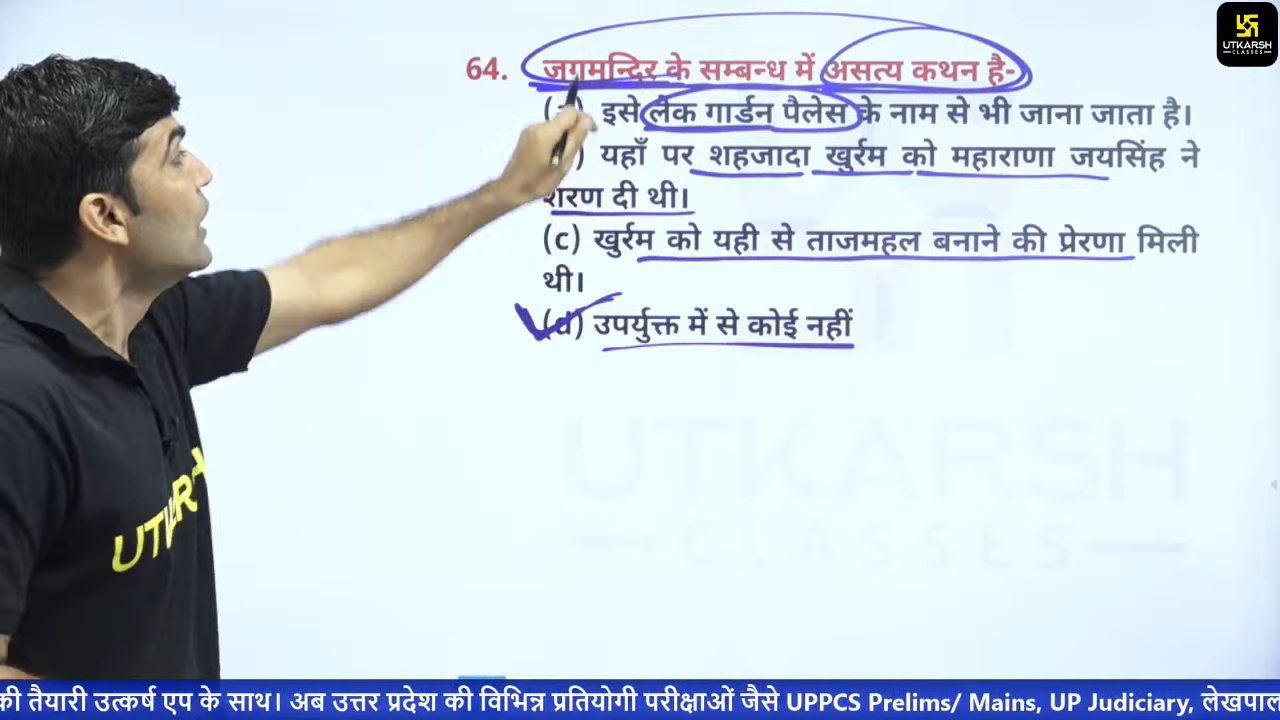 UTKARSH
CLASSES
64. जगमन्दिर के सम्बन्ध में असत्य कथन है-
इसे लेक गार्डन पैलेस के नाम से भी जाना जाता है।
) यहाँ पर शहजादा खुर्रम को महाराणा जयसिंह ने
शरण दी थी।
(c) खुर्रम को यही से ताजमहल बनाने की प्रेरणा मिली
थी।
(d) उपर्युक्त में से कोई नहीं
UTKARSH
CLASSES
की तैयारी उत्कर्ष एप के साथ। अब उत्तर प्रदेश की विभिन्न प्रतियोगी परीक्षाओं जैसे UPPCS Prelims/ Mains, UP Judiciary, लेखपाल